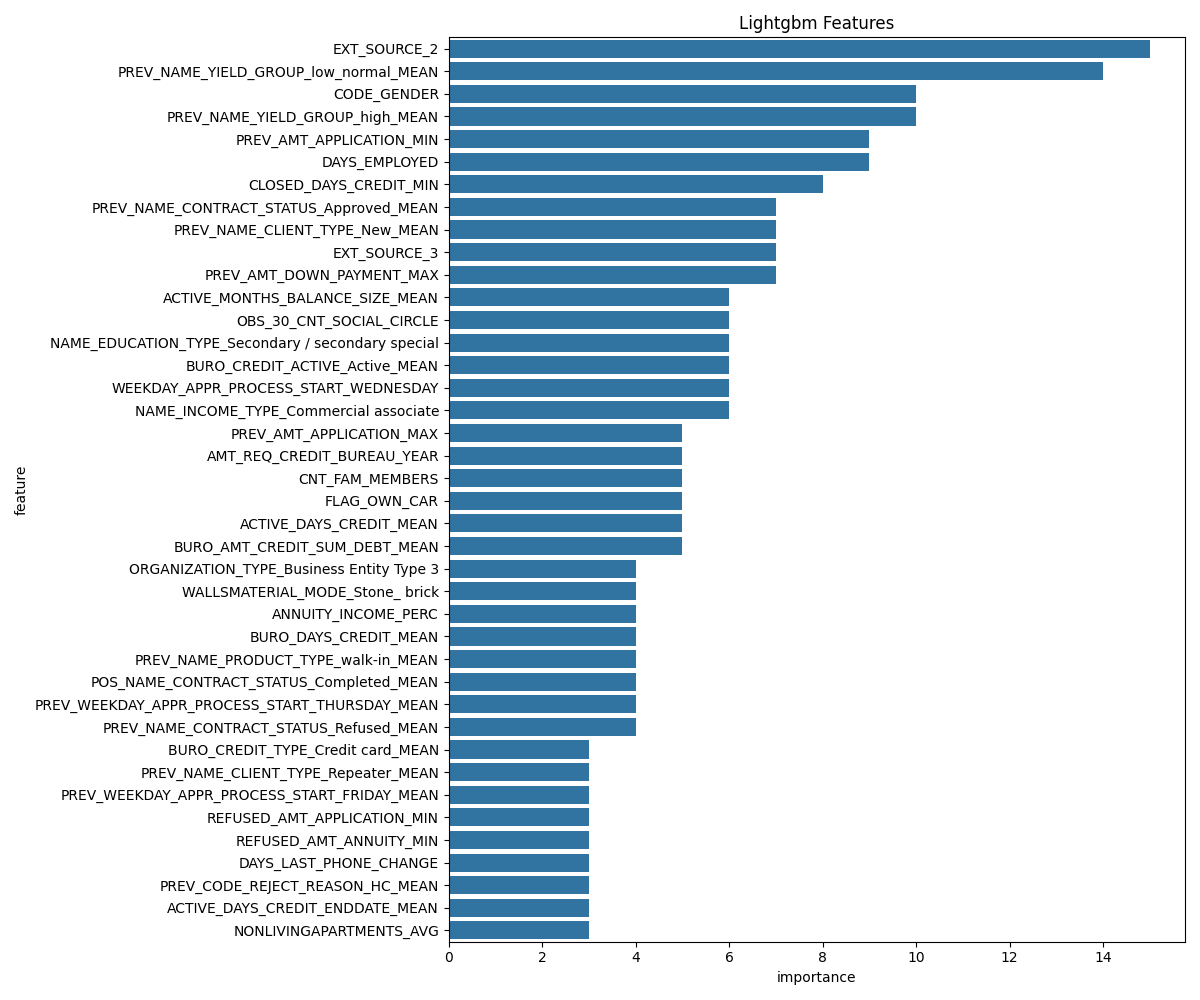 Lightgbm Features
feature
EXT_SOURCE_2
PREV_NAME_YIELD_GROUP_low_normal_MEAN
CODE_GENDER
PREV_NAME_YIELD_GROUP_high_MEAN
PREV_AMT_APPLICATION_MIN
DAYS_EMPLOYED
CLOSED_DAYS_CREDIT_MIN
PREV_NAME_CONTRACT_STATUS_Approved_MEAN
PREV_NAME_CLIENT_TYPE_New_MEAN
EXT_SOURCE_3
PREV_AMT_DOWN_PAYMENT_MAX
ACTIVE_MONTHS_BALANCE_SIZE_MEAN
OBS_30_CNT_SOCIAL_CIRCLE
NAME_EDUCATION_TYPE_Secondary / secondary special
BURO_CREDIT_ACTIVE_Active_MEAN
WEEKDAY_APPR_PROCESS_START_WEDNESDAY
NAME_INCOME_TYPE_Commercial associate
PREV_AMT_APPLICATION_MAX
AMT_REQ_CREDIT_BUREAU_YEAR
CNT_FAM_MEMBERS
FLAG_OWN_CAR
ACTIVE_DAYS_CREDIT_MEAN
BURO_AMT_CREDIT_SUM_DEBT_MEAN
ORGANIZATION_TYPE_Business Entity Type 3
WALLSMATERIAL_MODE_Stone_ brick
ANNUITY_INCOME_PERC
BURO_DAYS_CREDIT_MEAN
PREV_NAME_PRODUCT_TYPE_walk-in_MEAN
POS_NAME_CONTRACT_STATUS_Completed_MEAN
PREV_WEEKDAY_APPR_PROCESS_START_THURSDAY_MEAN
PREV_NAME_CONTRACT_STATUS_Refused_MEAN
BURO_CREDIT_TYPE_Credit card_MEAN
PREV_NAME_CLIENT_TYPE_Repeater_MEAN
PREV_WEEKDAY_APPR_PROCESS_START_FRIDAY_MEAN
REFUSED_AMT_APPLICATION_MIN
REFUSED_AMT_ANNUITY_MIN
DAYS_LAST_PHONE_CHANGE
PREV_CODE_REJECT_REASON_HC_MEAN
ACTIVE_DAYS_CREDIT_ENDDATE_MEAN
NONLIVINGAPARTMENTS_AVG
0 2 4 6 8 10 12 14
importance